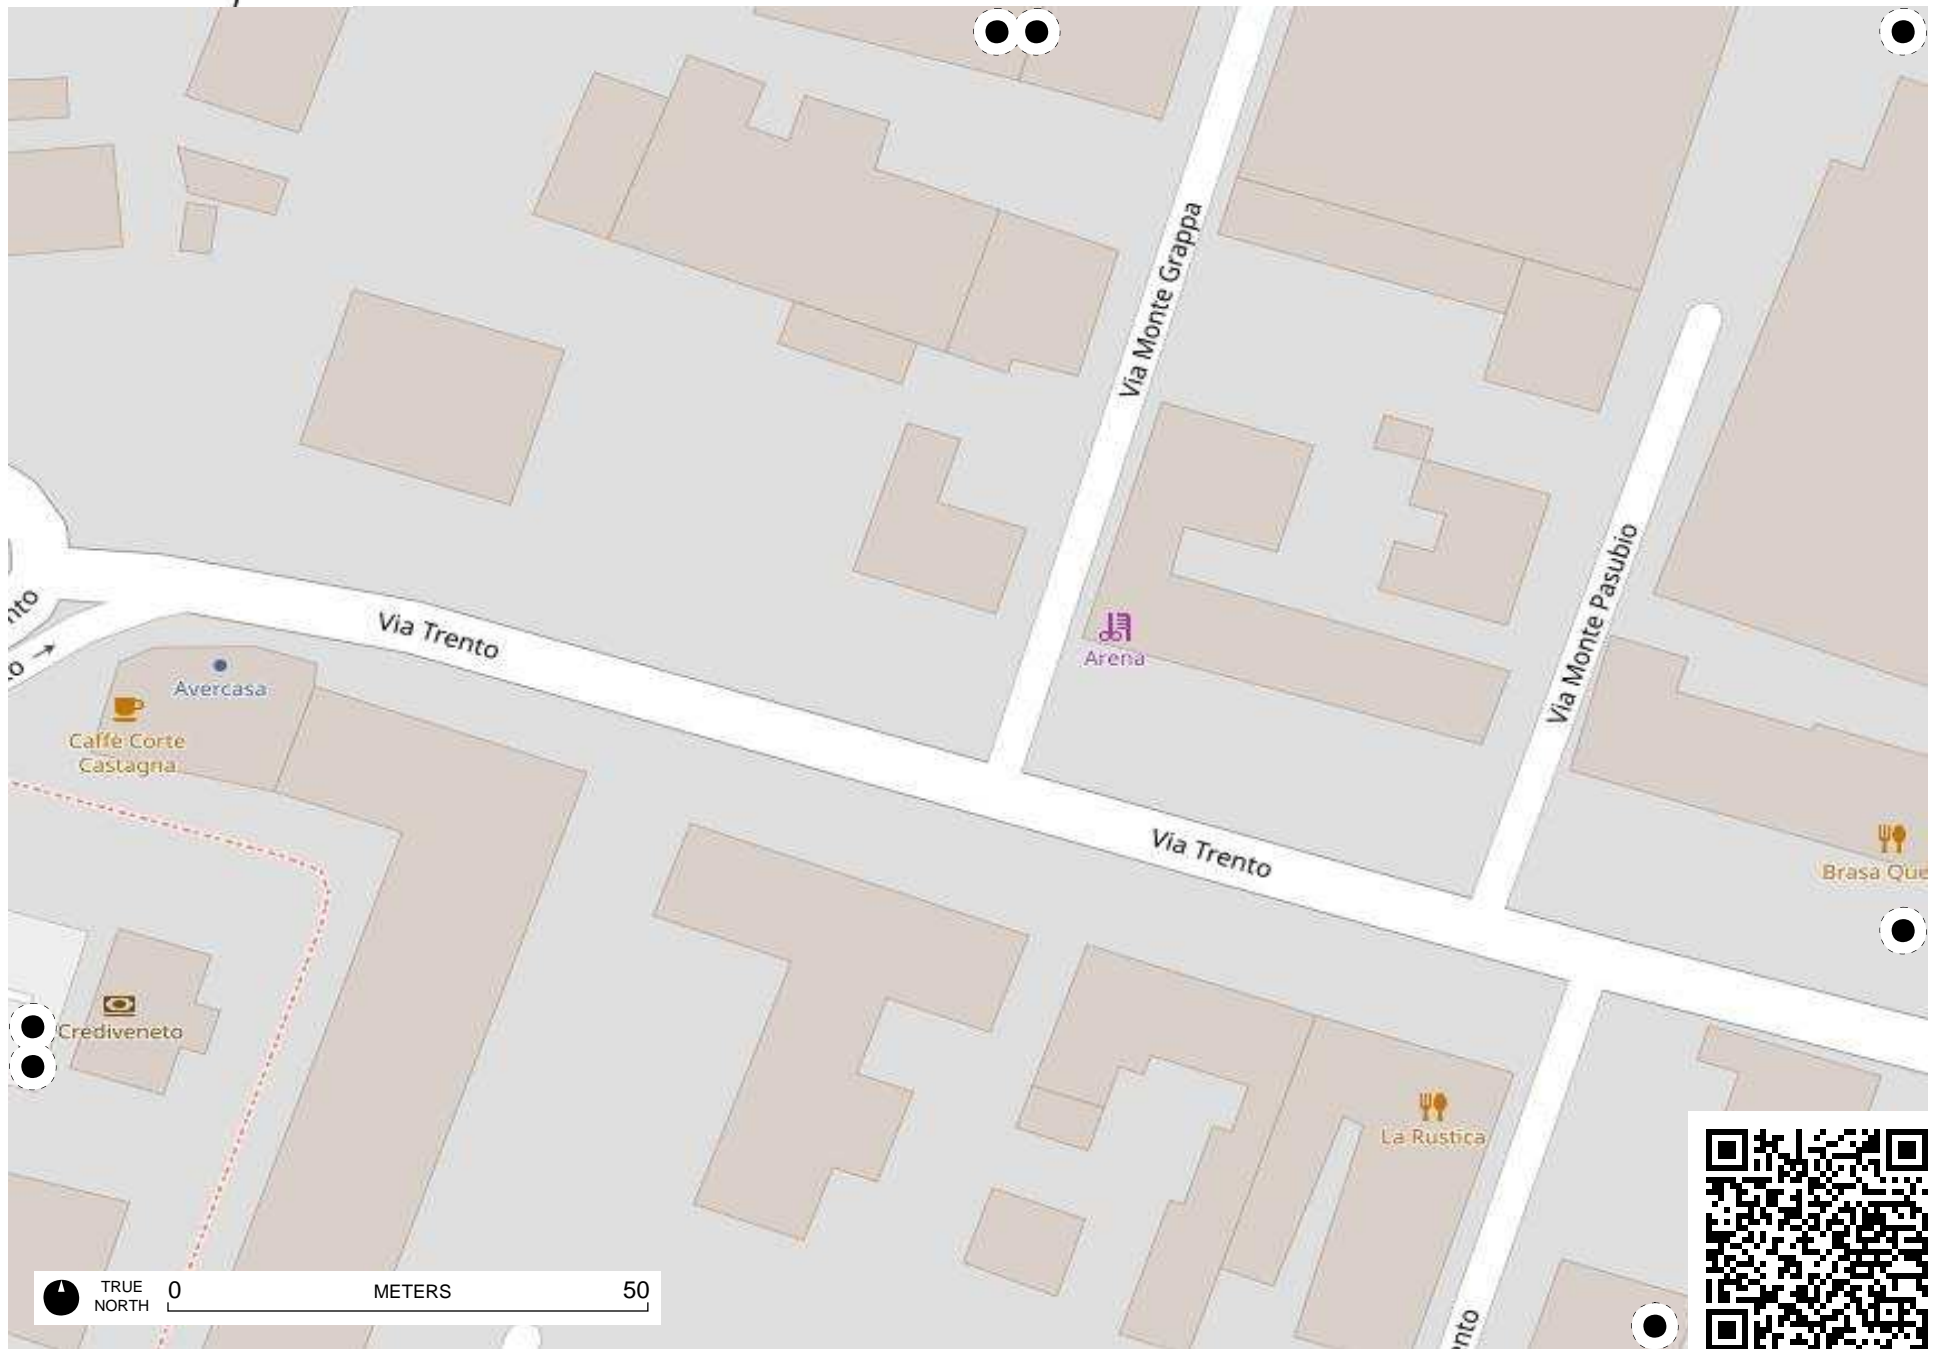 Via Monte Grappa
Via Monte Pasubio
Via Trento
Arena
Avercasa
Caffè Corte
Castagna
Via Trento
Brasa Que
Crediveneto
La Rustica
TRUE
NORTH
0 METERS 50